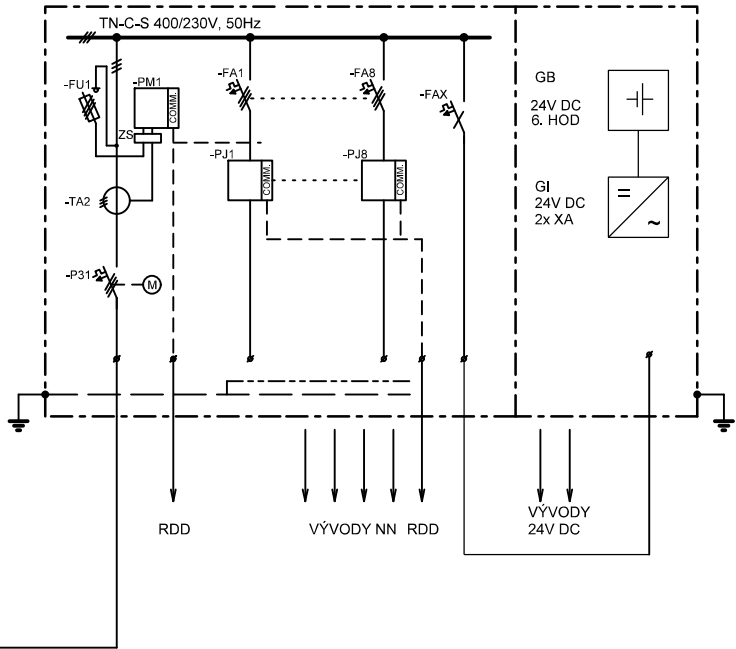 TN-C-S 400/230V, 50Hz
-FU1
-PM1
COMM.
ZS
-TA2
-P31
M
-FA1
-FA8
-FAX
-PJ1
COMM.
-PJ8
COMM.
GB
24V DC
6. HOD
GI
24V DC
2x XA
=
~
RDD
VÝVODY NN
RDD
VÝVODY
24V DC